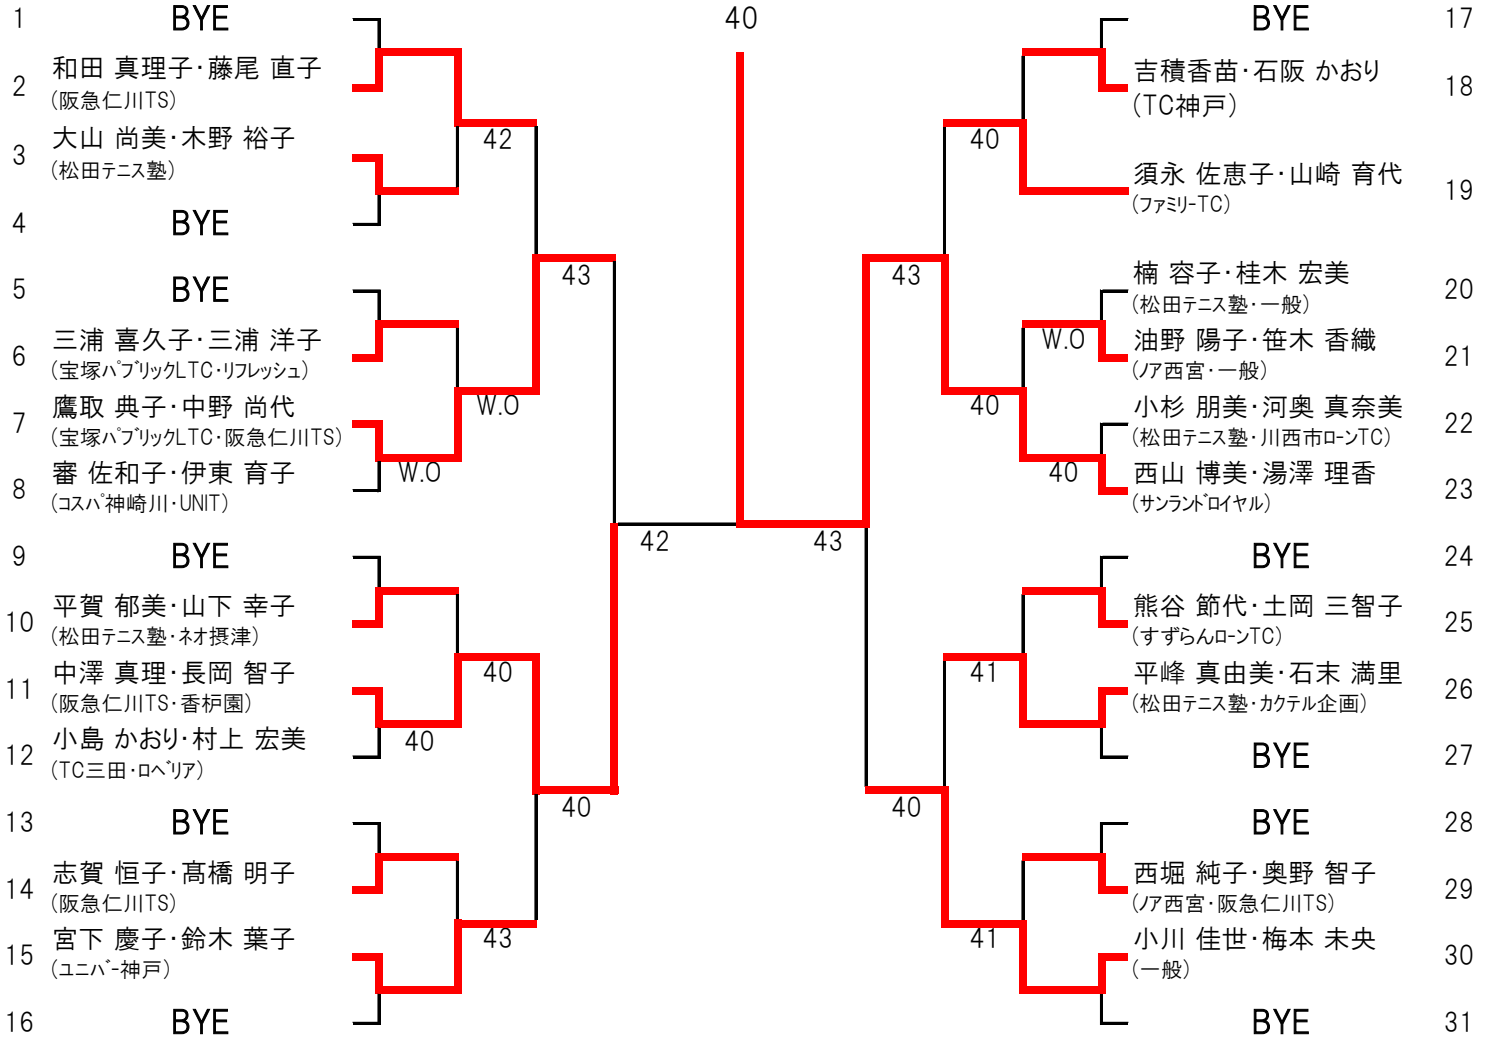 40
1 BYE
2 和田 真理子・藤尾 直子
(阪急仁川TS)
3 大山 尚美・木野 裕子
(松田テニス塾)
4 BYE
42
5 BYE
6 三浦 喜久子・三浦 洋子
(宝塚パブリックLTC・リフレッシュ)
7 鷹取 典子・中野 尚代
(宝塚パブリックLTC・阪急仁川TS)
8 審 佐和子・伊東 育子
(コスパ神崎川・UNIT)
W.O
W.O
43
9 BYE
10 平賀 郁美・山下 幸子
(松田テニス塾・ネオ摂津)
11 中澤 真理・長岡 智子
(阪急仁川TS・香枦園)
12 小島 かおり・村上 宏美
(TC三田・ロペリア)
40
40
13 BYE
14 志賀 恒子・髙橋 明子
(阪急仁川TS)
15 宮下 慶子・鈴木 葉子
(ユニバー神戸)
16 BYE
43
40
42
43
BYE 17
吉積香苗・石阪 かおり 18
(TC神戸)
須永 佐恵子・山崎 育代 19
(ファミリーTC)
40
楠 容子・桂木 宏美 20
(松田テニス塾・一般)
油野 陽子・笹木 香織 21
(ノア西宮・一般)
小杉 朋美・河奥 真奈美 22
(松田テニス塾・川西市ローンTC)
西山 博美・湯澤 理香 23
(サンランドロイヤル)
W.O
40
40
43
BYE 24
熊谷 節代・土岡 三智子 25
(すずらんローンTC)
平峰 真由美・石末 満里 26
(松田テニス塾・カクテル企画)
BYE 27
41
BYE 28
西堀 純子・奥野 智子 29
(ノア西宮・阪急仁川TS)
小川 佳世・梅本 未央 30
(一般)
BYE 31
41
40